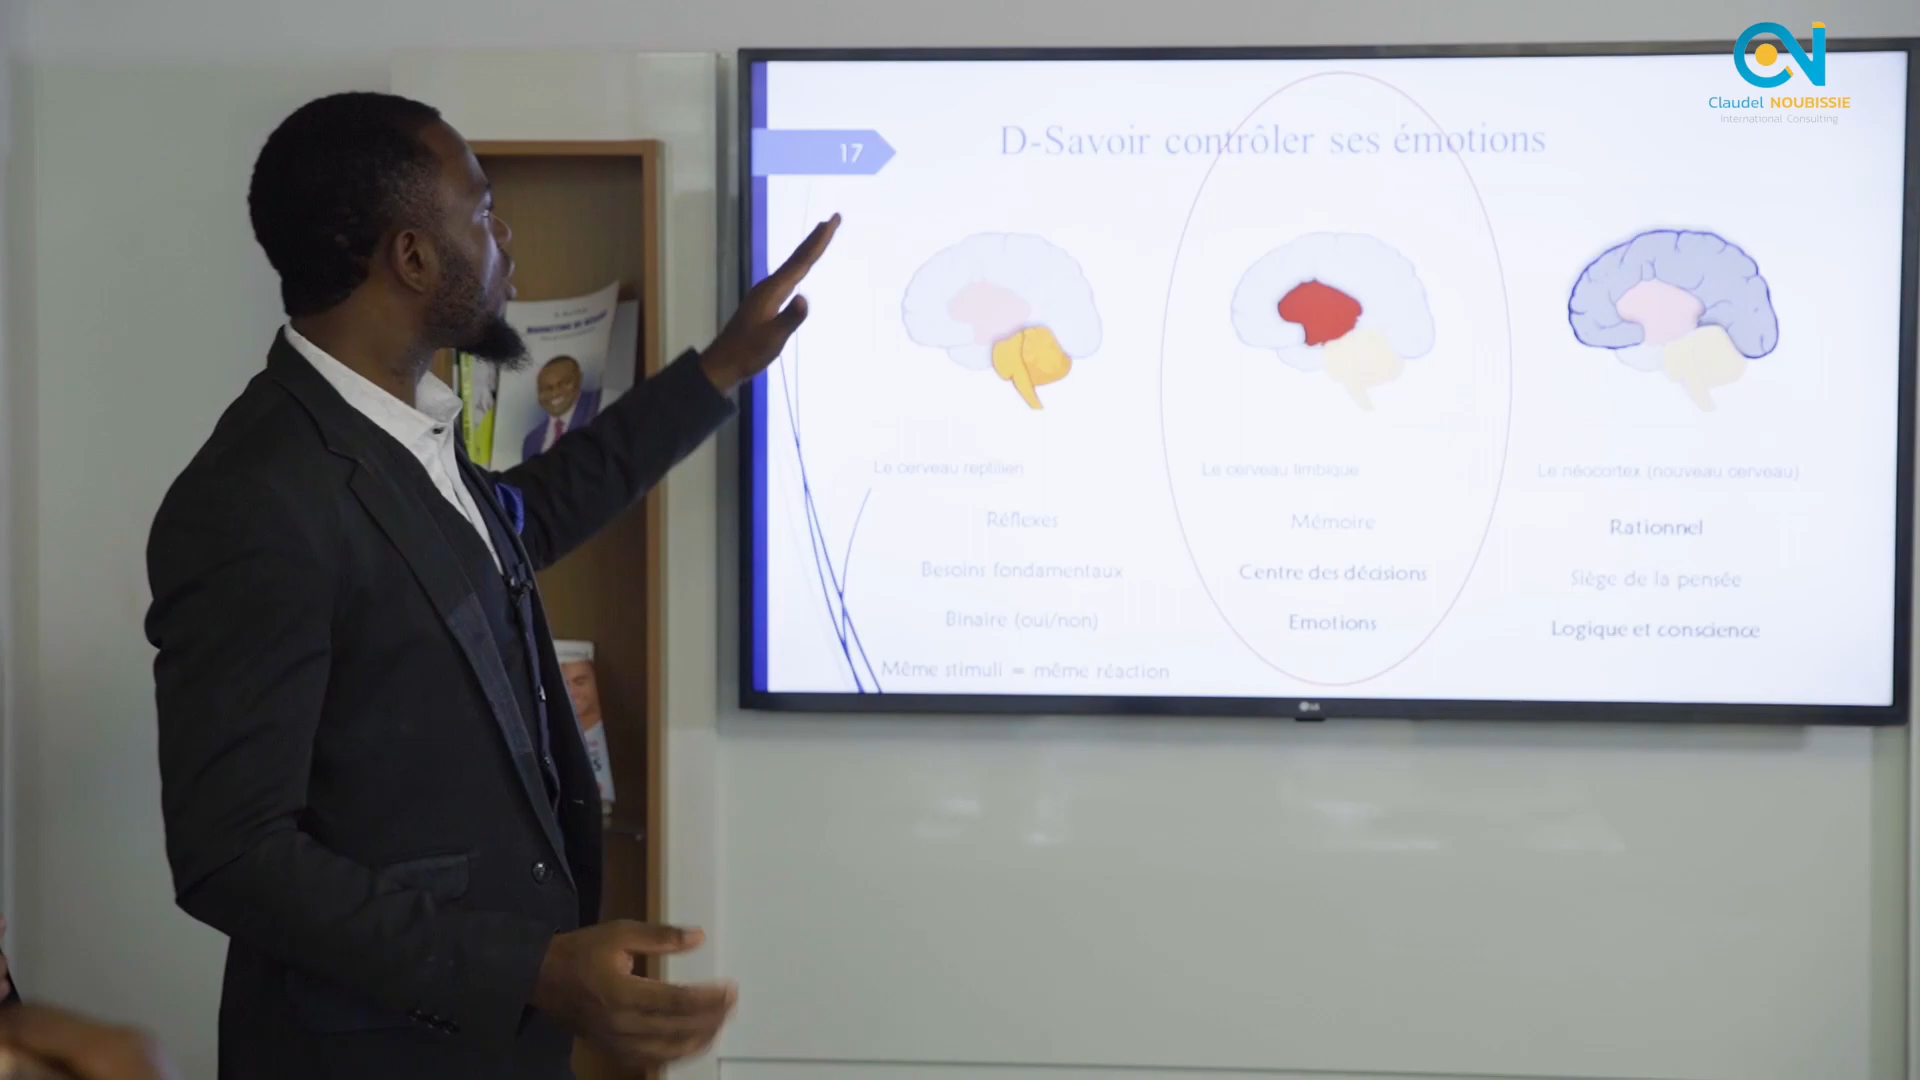 Claudel NOUBISSIE
International Consulting
17
D-Savoir contrôler ses émotions
Le cerveau reptilien
Réflexes
Besoins fondamentaux
Binaire (oui/non)
Même stimuli = même réaction
Le cerveau limbique
Mémoire
Centre des décisions
Emotions
Le néocortex (nouveau cerveau)
Rationnel
Siège de la pensée
Logique et conscience
LG